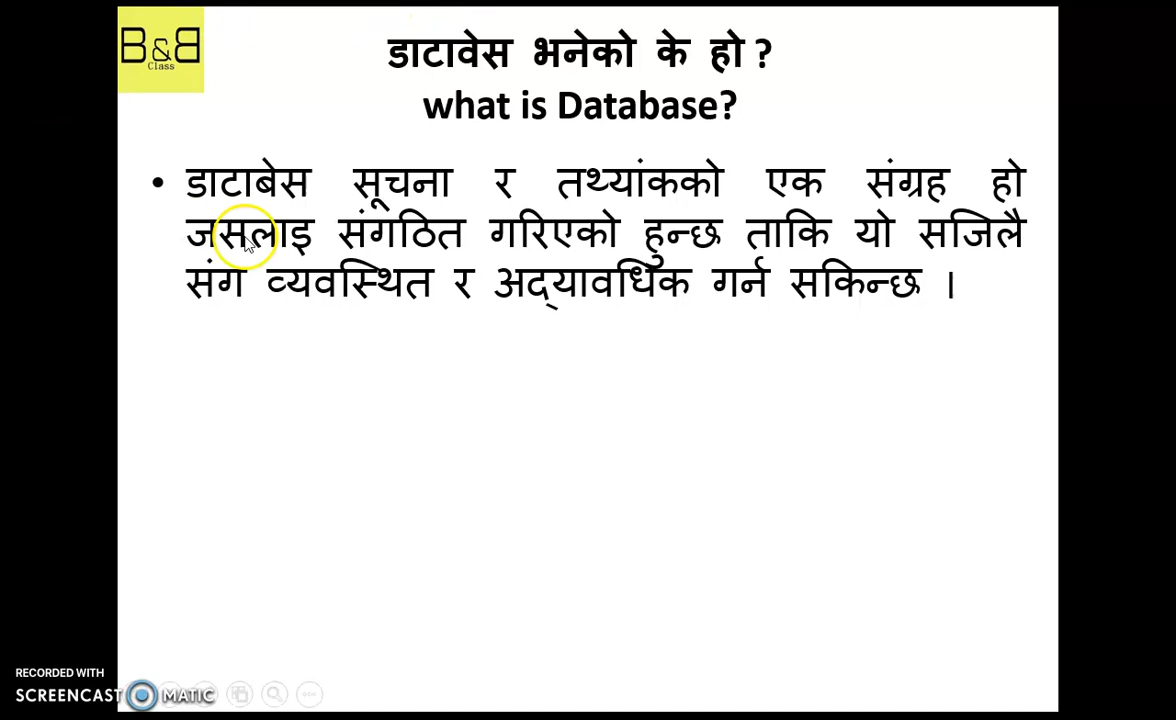 B&B
Class
डाटावेस भनेको के हो ?
what is Database?
• डाटाबेस सूचना र तथ्यांकको एक संग्रह हो
जसलाइ संगठित गरिएको हुन्छ ताकि यो सजिलै
संग व्यवस्थित र अद्यावधिक गर्न सकिन्छ ।
RECORDED WITH
SCREENCAST MATIC